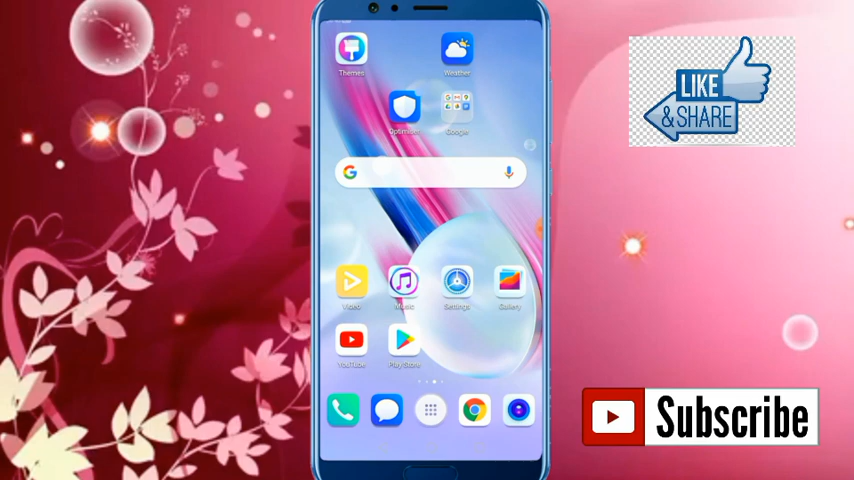 Themes
Weather
Optimizer
Google
LIKE
& SHARE
Video
Music
Settings
Gallery
YouTube
Play Store
Subscribe